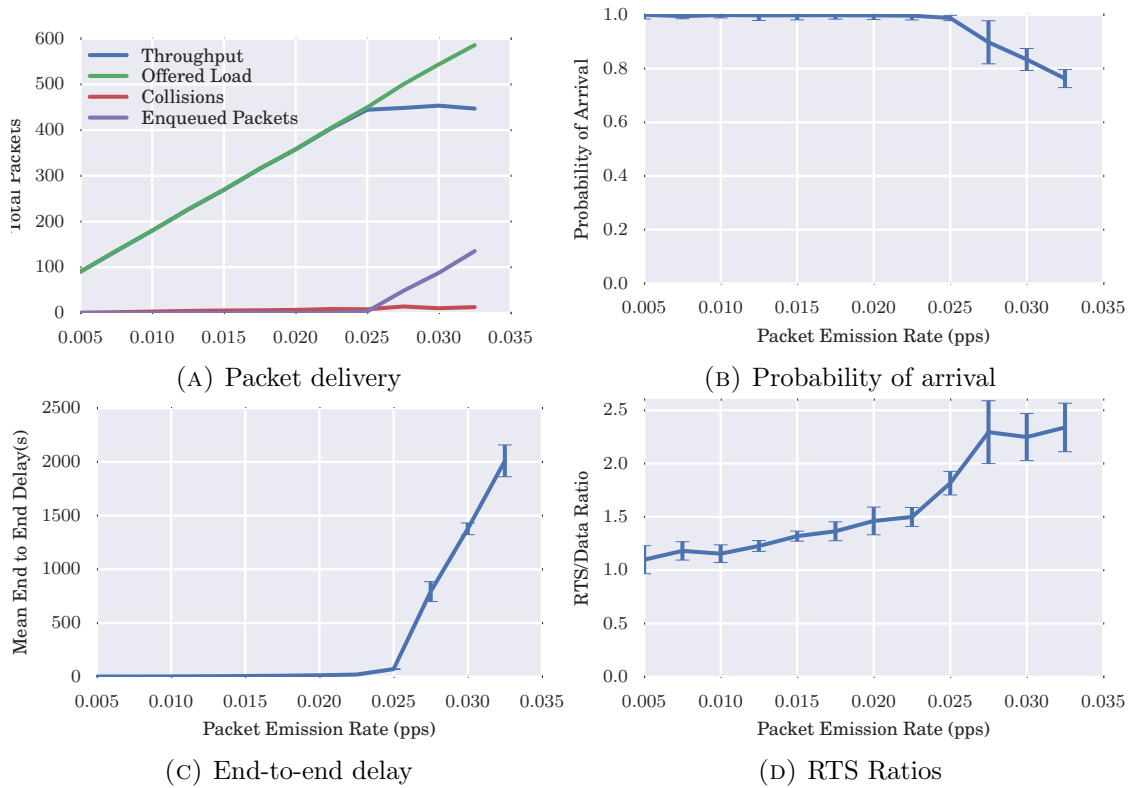 600
500
400
300
200
100
0
Total Packets
Throughput
Offered Load
Collisions
Enqueued Packets
0.005 0.010 0.015 0.020 0.025 0.030 0.035
(A) Packet delivery
1.0
0.8
0.6
0.4
0.2
0.0
Probability of Arrival
0.005 0.010 0.015 0.020 0.025 0.030 0.035
Packet Emission Rate (pps)
(B) Probability of arrival
2500
2000
1500
1000
500
0
Mean End to End Delay(s)
0.005 0.010 0.015 0.020 0.025 0.030 0.035
Packet Emission Rate (pps)
(C) End-to-end delay
2.5
2.0
1.5
1.0
0.5
0.0
RTS/Data Ratio
0.005 0.010 0.015 0.020 0.025 0.030 0.035
Packet Emission Rate (pps)
(D) RTS Ratios